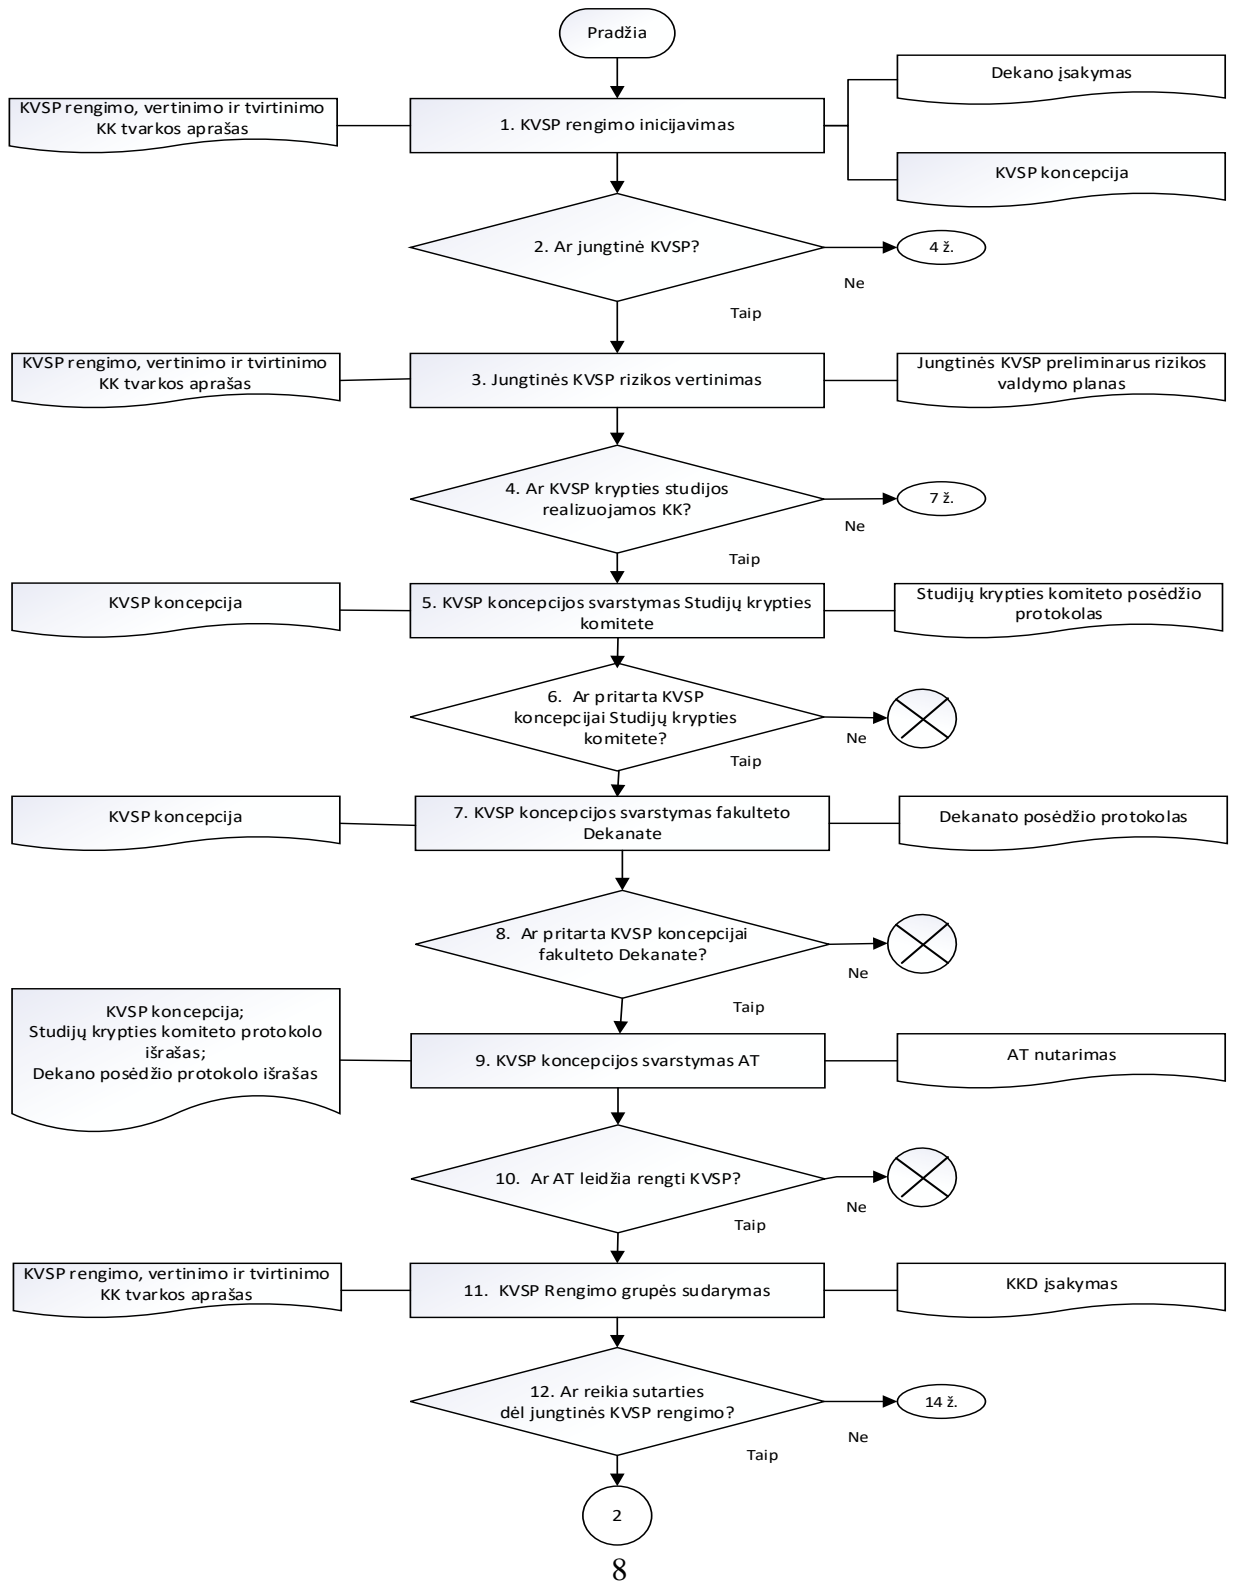 Pradžia
Dekano įsakymas
KVSP rengimo, vertinimo ir tvirtinimo
KK tvarkos aprašas
1. KVSP rengimo inicijavimas
KVSP koncepcija
2. Ar jungtinė KVSP?
4 ž.
Ne
Taip
KVSP rengimo, vertinimo ir tvirtinimo
KK tvarkos aprašas
3. Jungtinės KVSP rizikos vertinimas
Jungtinės KVSP preliminarus rizikos
valdymo planas
4. Ar KVSP krypties studijos
realizuojamos KK?
7 ž.
Ne
Taip
KVSP koncepcija
5. KVSP koncepcijos svarstymas Studijų krypties
komitete
Studijų krypties komiteto posėdžio
protokolas
6. Ar pritarta KVSP
koncepcijai Studijų krypties
komitete?
Ne
Taip
KVSP koncepcija
7. KVSP koncepcijos svarstymas fakulteto
Dekanate
Dekanato posėdžio protokolas
8. Ar pritarta KVSP koncepcijai
fakulteto Dekanate?
Ne
Taip
KVSP koncepcija;
Studijų krypties komiteto protokolo
išrašas;
Dekano posėdžio protokolo išrašas
9. KVSP koncepcijos svarstymas AT
AT nutarimas
10. Ar AT leidžia rengti KVSP?
Ne
Taip
KVSP rengimo, vertinimo ir tvirtinimo
KK tvarkos aprašas
11. KVSP Rengimo grupės sudarymas
KKD įsakymas
12. Ar reikia sutarties
dėl jungtinės KVSP rengimo?
14 ž.
Ne
Taip
2
8